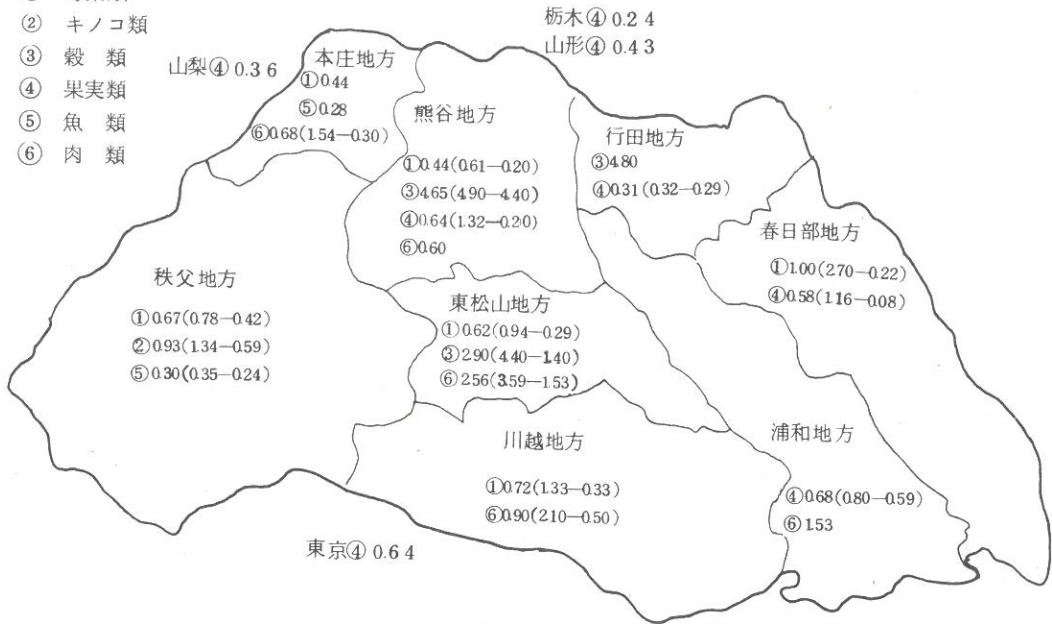 ② キノコ類
③ 穀　類
④ 果実類
⑤ 魚　類
⑥ 肉　類
栃木④ 0.24
山形④ 0.43
山梨④ 0.36
本庄地方
①0.44
⑤0.28
⑥0.68(1.54—0.30)
熊谷地方
①0.44(0.61—0.20)
③4.65(4.90—4.40)
④0.64(1.32—0.20)
⑥0.60
行田地方
③4.80
④0.31(0.32—0.29)
春日部地方
①1.00(2.70—0.22)
④0.58(1.16—0.08)
秩父地方
①0.67(0.78—0.42)
②0.93(1.34—0.59)
⑤0.30(0.35—0.24)
東松山地方
①0.62(0.94—0.29)
③2.90(4.40—1.40)
⑥2.56(3.59—1.53)
川越地方
①0.72(1.33—0.33)
⑥0.90(2.10—0.50)
浦和地方
④0.68(0.80—0.59)
⑥1.53
東京④ 0.64